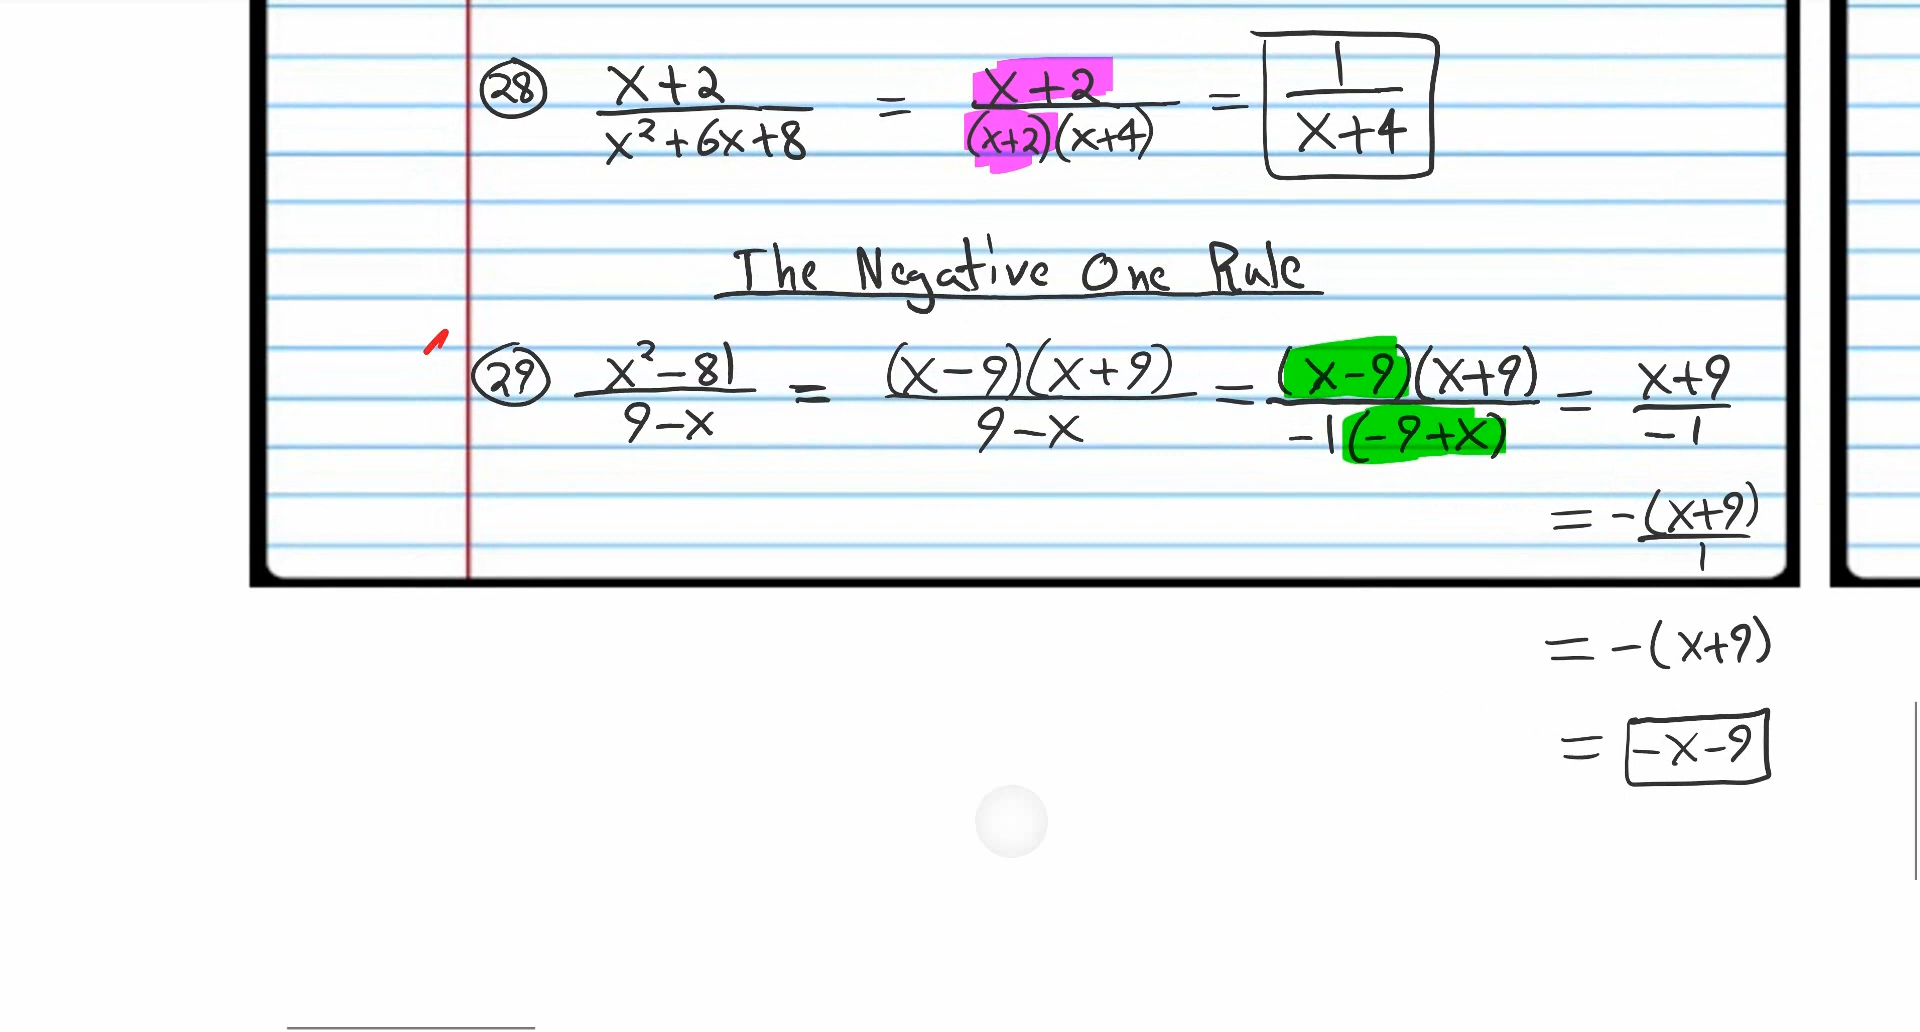 28 (x+2)/(x²+6x+8) = (x+2)/((x+2)(x+4)) = 1/(x+4)
The Negative One Rule
29 (x²-81)/(9-x) = ((x-9)(x+9))/(9-x) = ((x-9)(x+9))/(-1(-9+x)) = (x+9)/(-1)
= -(x+9)/1
= -(x+9)
= -x-9